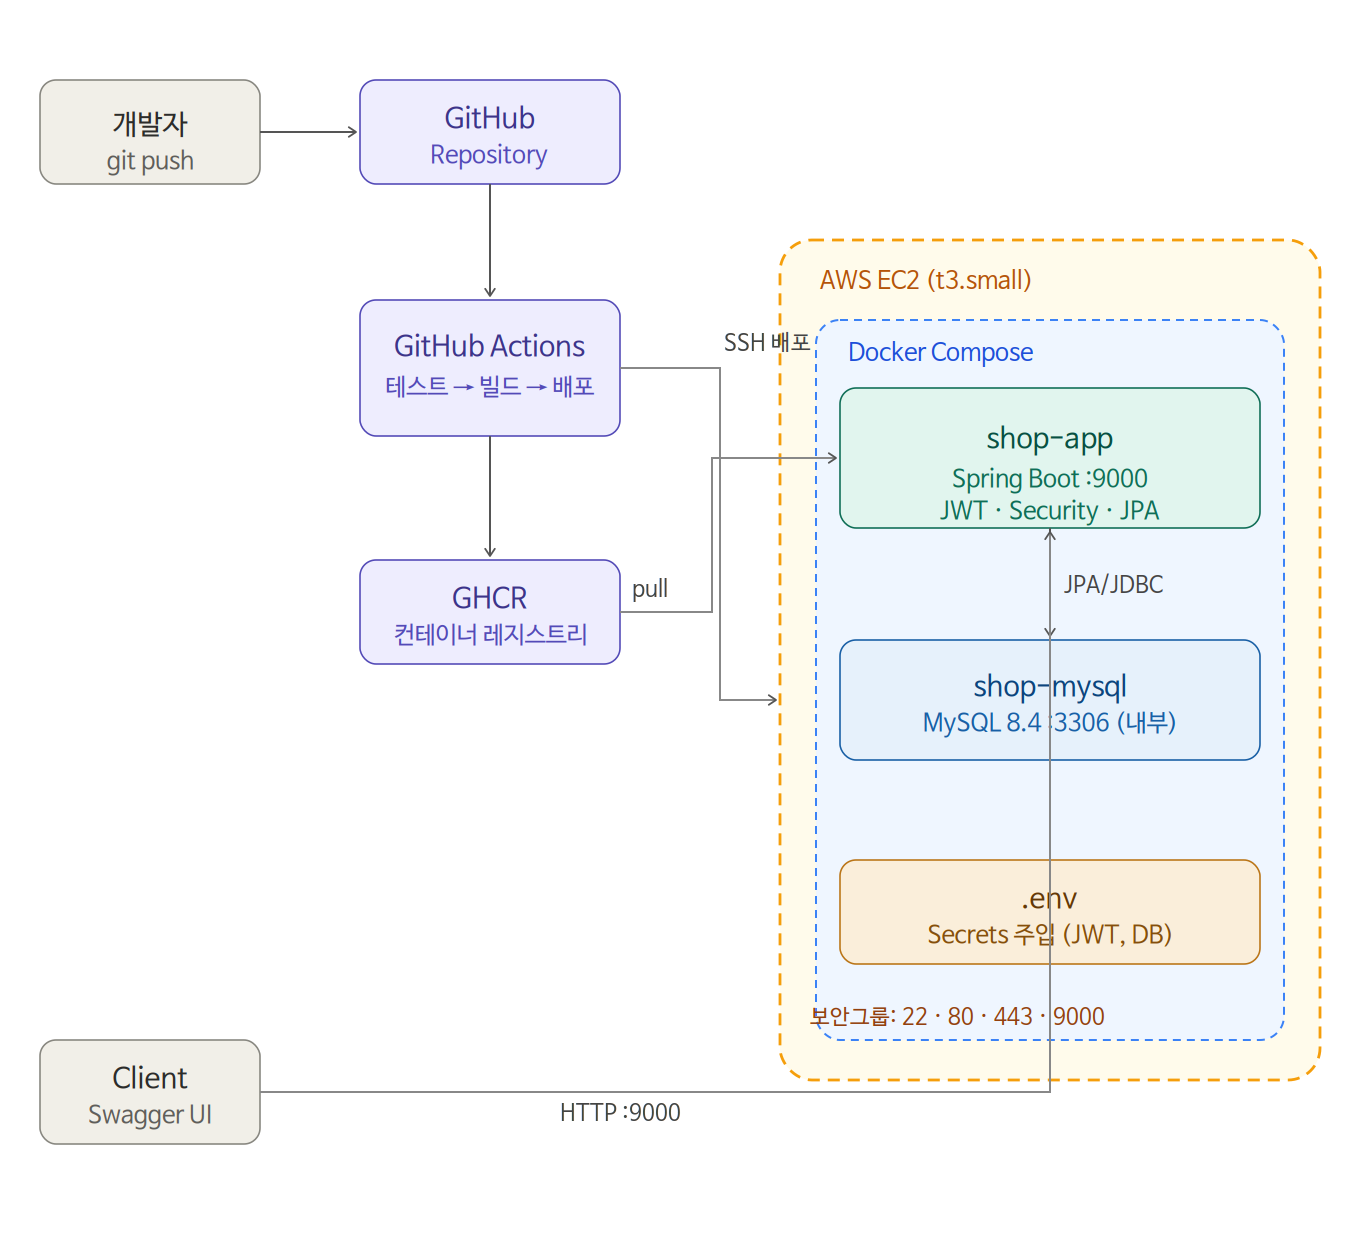 개발자
git push
GitHub
Repository
AWS EC2 (t3.small)
GitHub Actions
테스트 → 빌드 → 배포
SSH 배포
Docker Compose
shop-app
Spring Boot :9000
JWT · Security · JPA
GHCR
컨테이너 레지스트리
pull
JPA/JDBC
shop-mysql
MySQL 8.4 :3306 (내부)
.env
Secrets 주입 (JWT, DB)
보안그룹: 22 · 80 · 443 · 9000
Client
Swagger UI
HTTP :9000